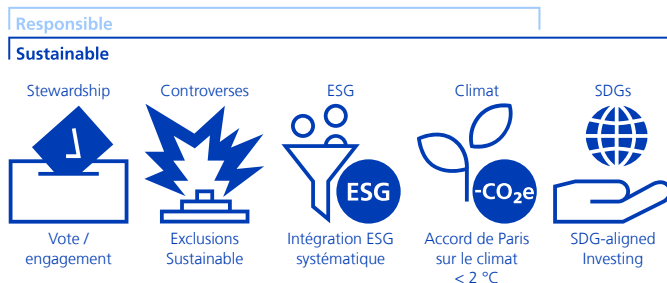 Responsible
Sustainable
Stewardship
Controverses
ESG
Climat
SDGs
ESG
-CO₂e
Vote /
engagement
Exclusions
Sustainable
Intégration ESG
systématique
Accord de Paris
sur le climat
< 2 °C
SDG-aligned
Investing